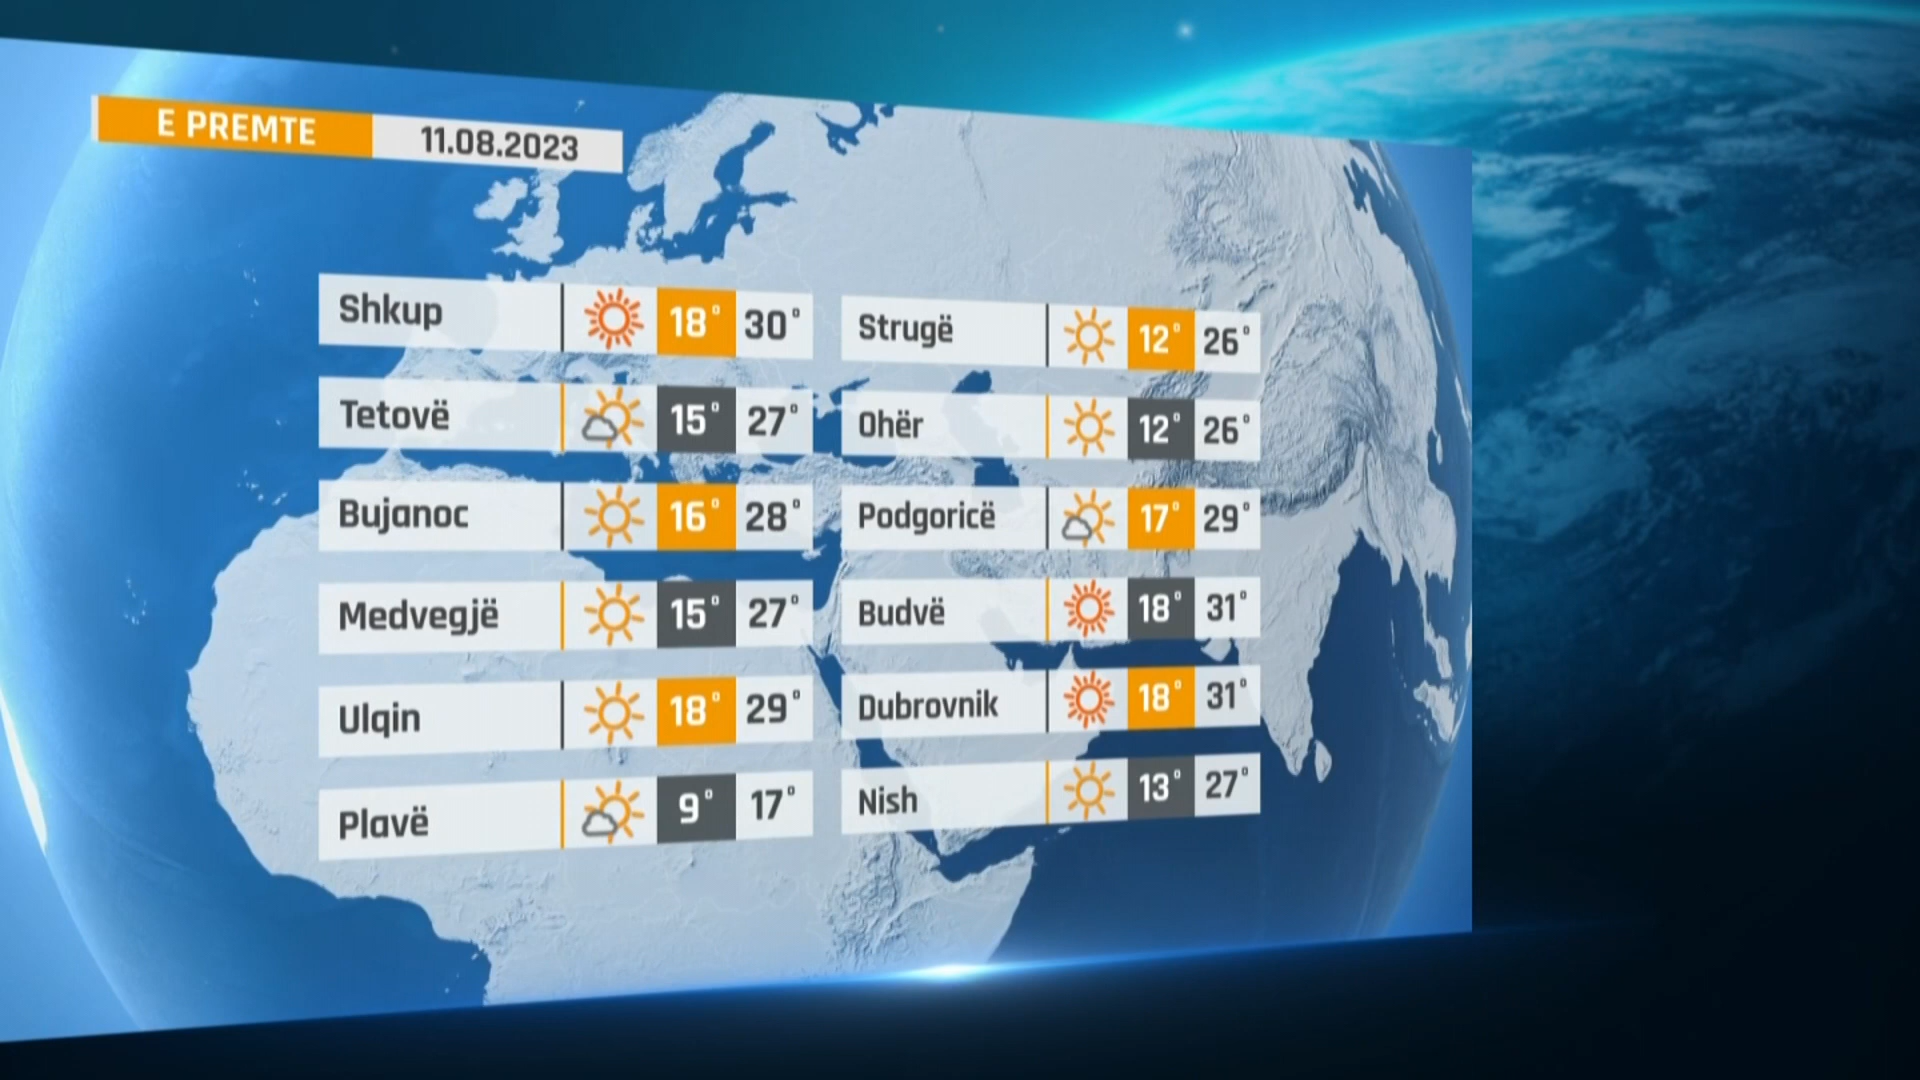 E PREMTE 11.08.2023
Shkup 18° 30°
Tetovë 15° 27°
Bujanoc 16° 28°
Medvegjë 15° 27°
Ulqin 18° 29°
Plavë 9° 17°
Strugë 12° 26°
Ohër 12° 26°
Podgoricë 17° 29°
Budvë 18° 31°
Dubrovnik 18° 31°
Nish 13° 27°